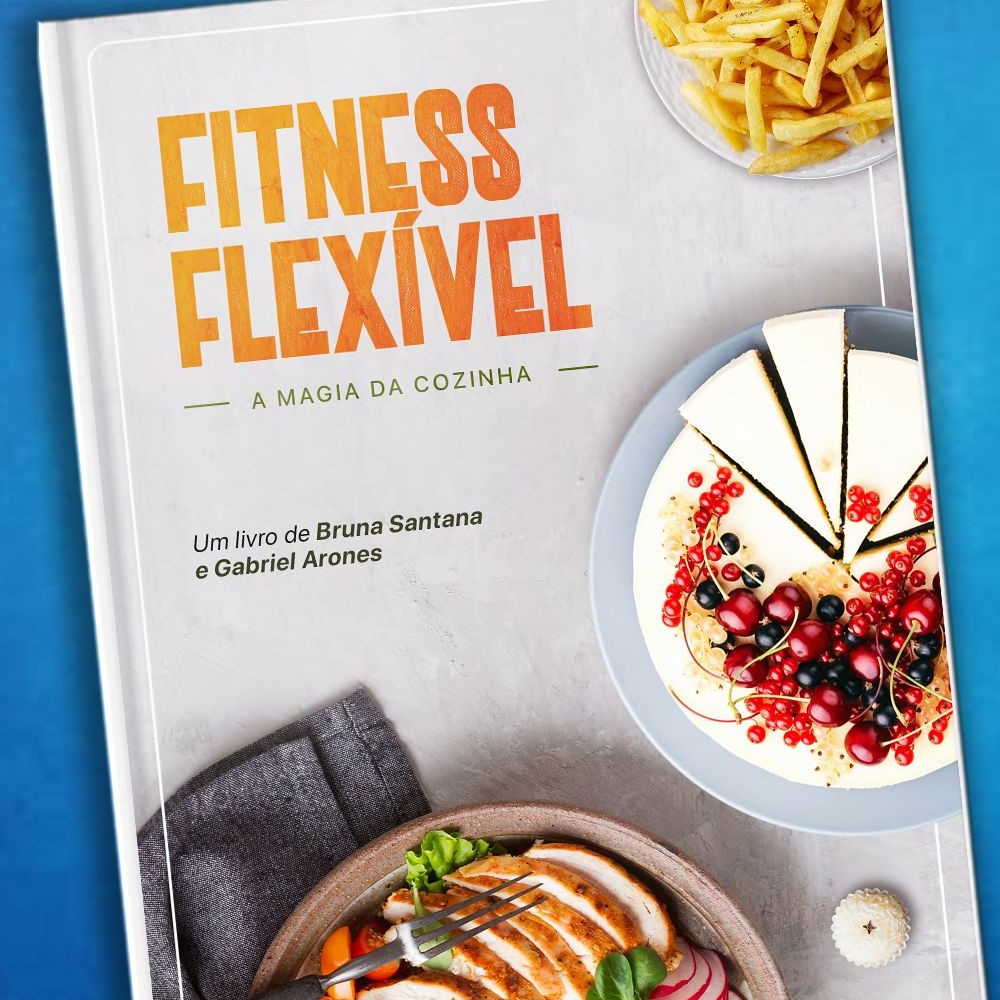 FITNESS
FLEXÍVEL
A MAGIA DA COZINHA
Um livro de Bruna Santana
e Gabriel Arones